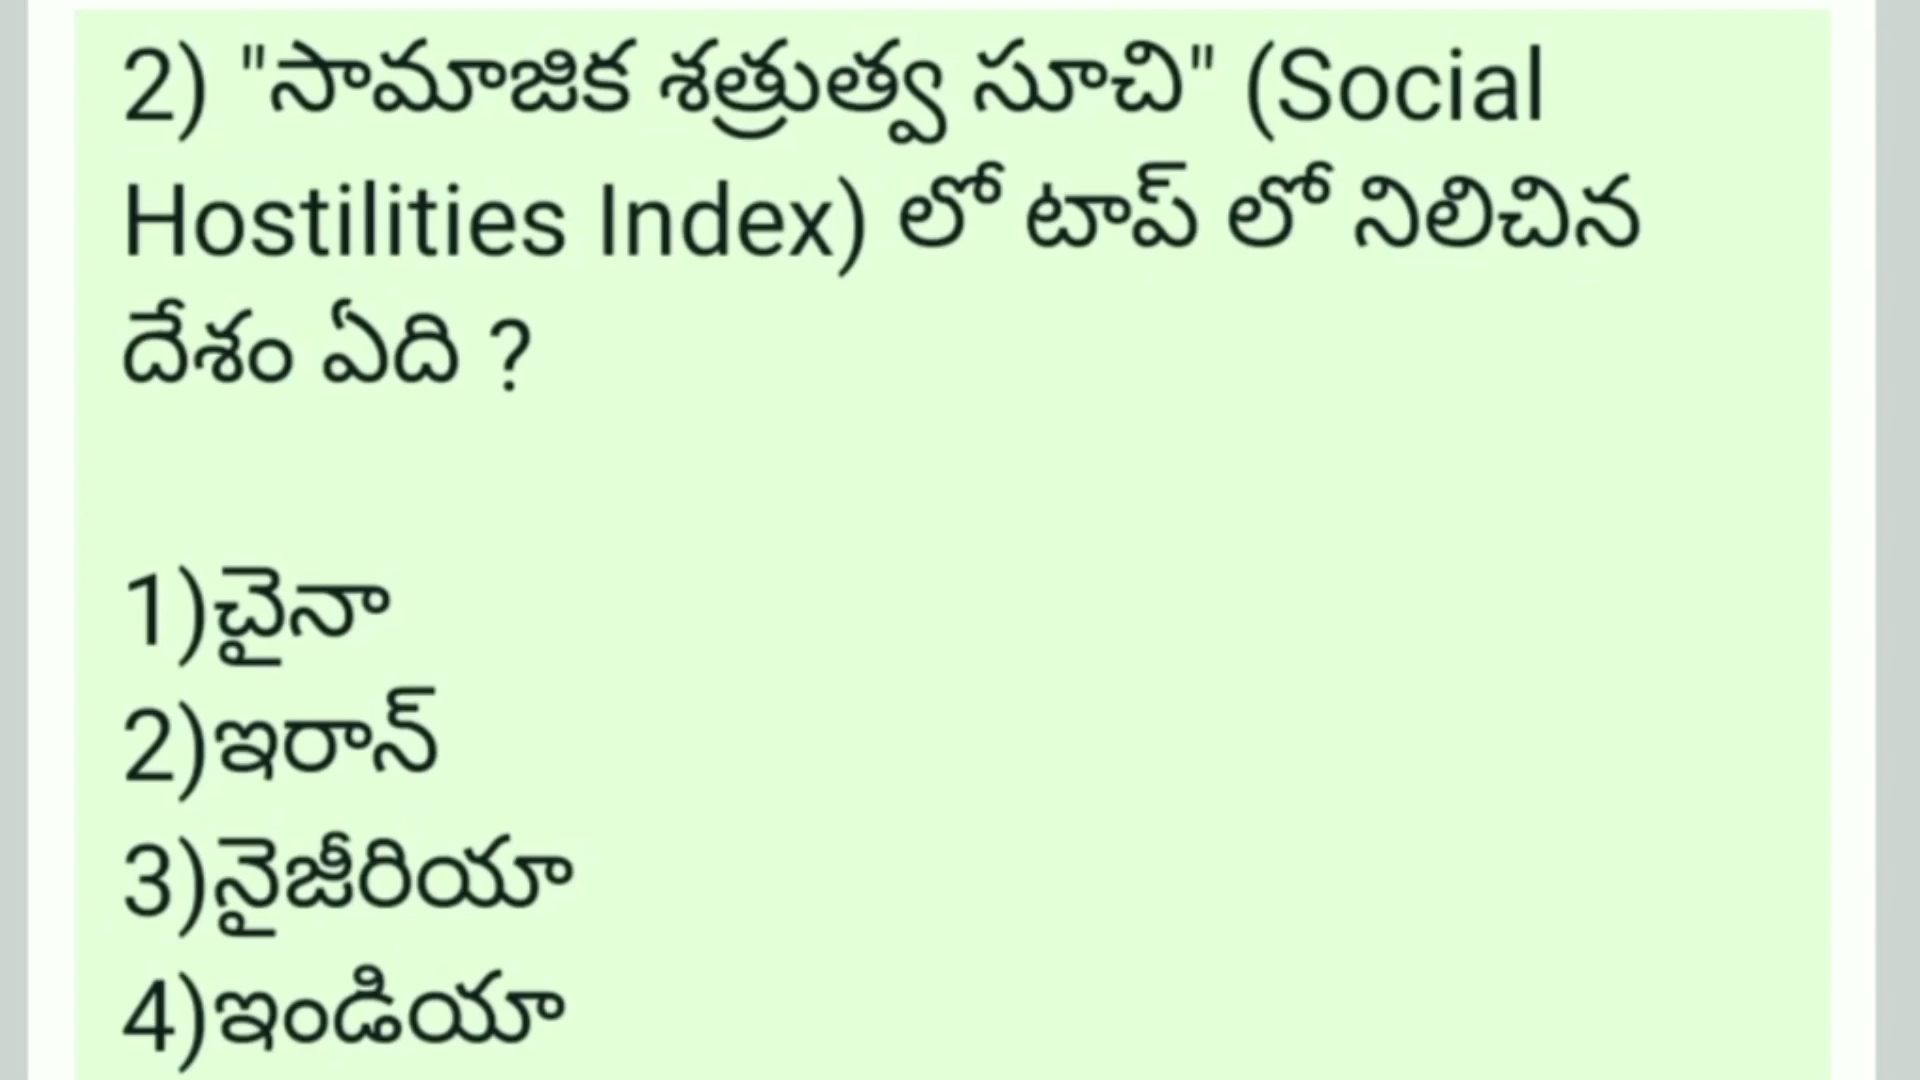 2) "సామాజిక శత్రుత్వ సూచి" (Social
Hostilities Index) లో టాప్ లో నిలిచిన
దేశం ఏది ?
1)చైనా
2)ఇరాన్
3)నైజీరియా
4)ఇండియా